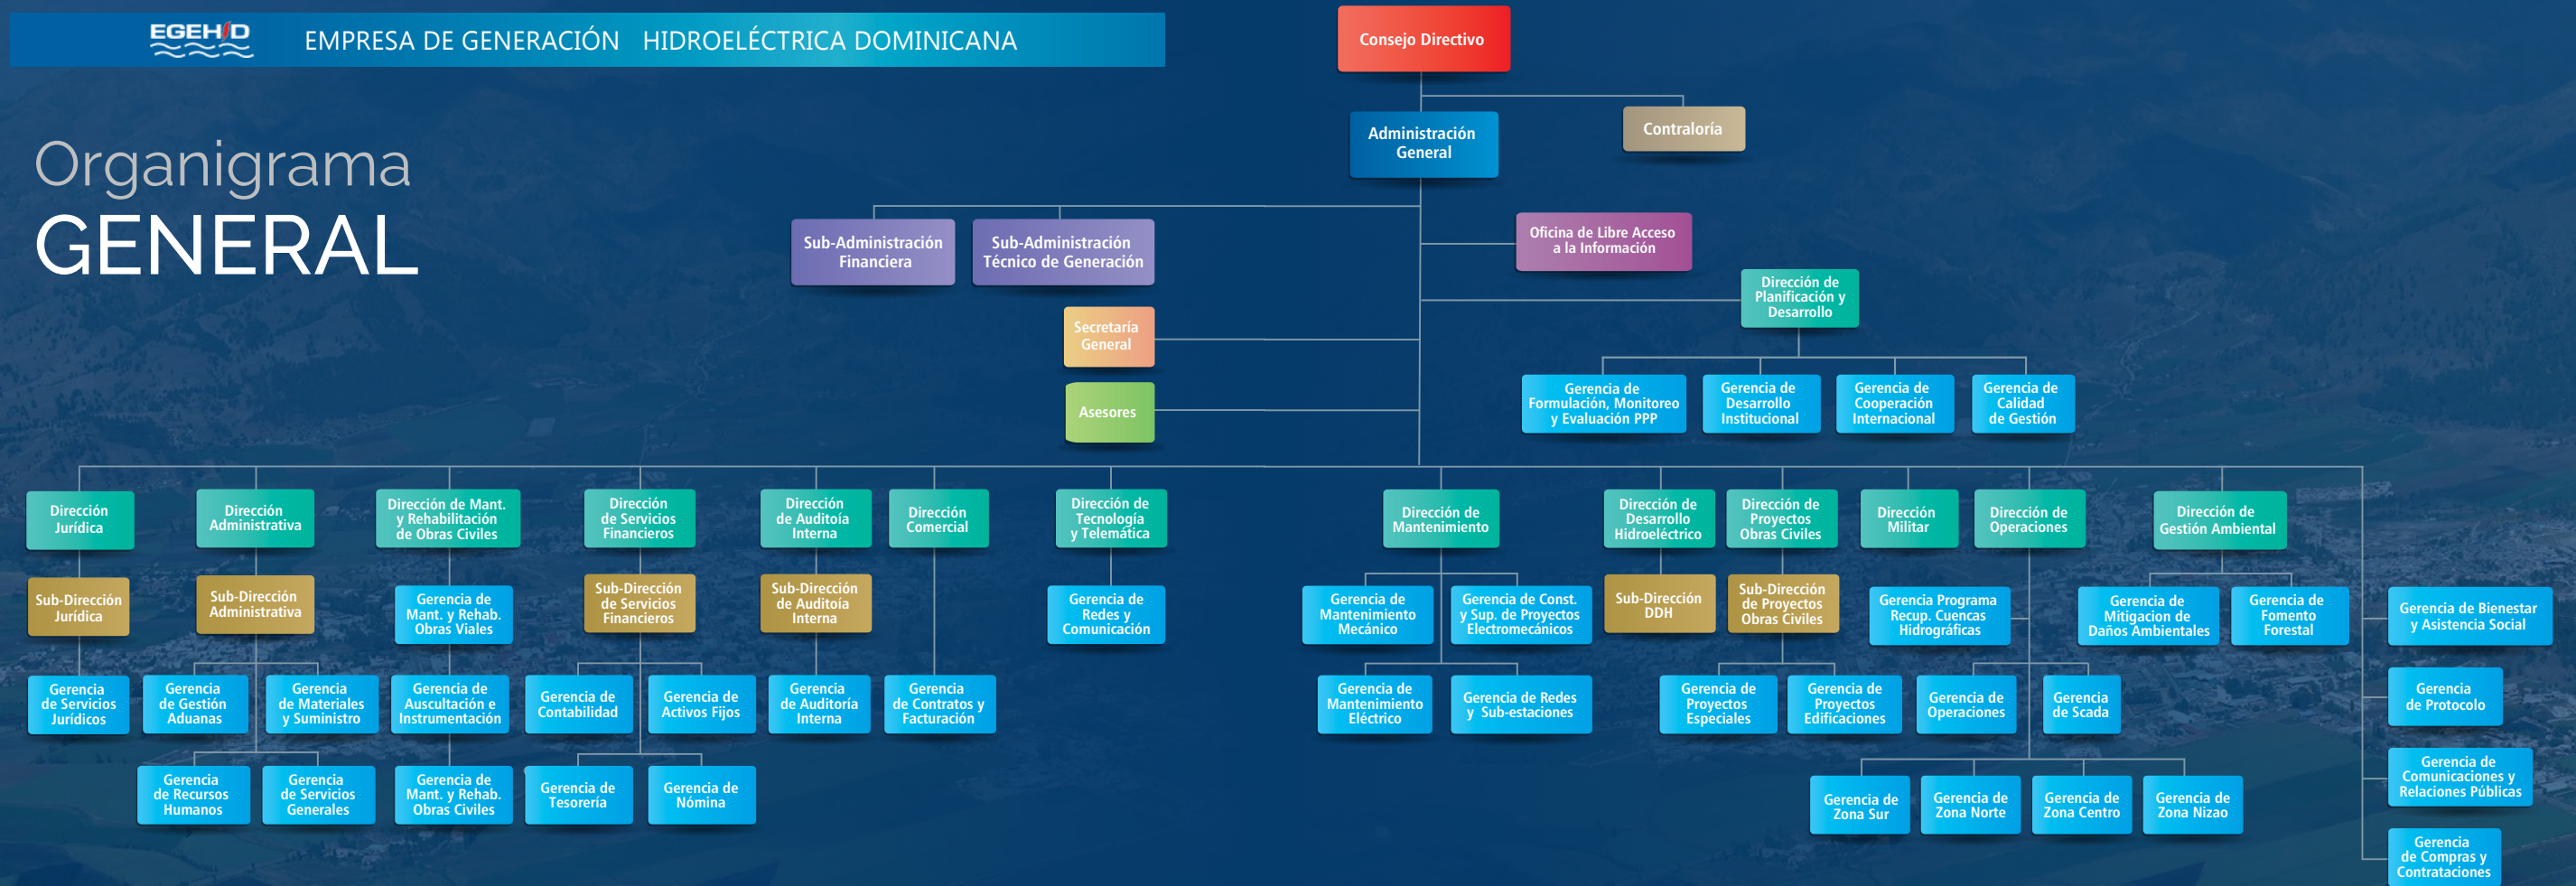 EGEHID
EMPRESA DE GENERACIÓN HIDROELÉCTRICA DOMINICANA
Organigrama
GENERAL
Consejo Directivo
Administración
General
Contraloría
Sub-Administración
Financiera
Sub-Administración
Técnico de Generación
Oficina de Libre Acceso
a la Información
Dirección de
Planificación y
Desarrollo
Secretaría
General
Asesores
Gerencia de
Formulación, Monitoreo
y Evaluación PPP
Gerencia de
Desarrollo
Institucional
Gerencia de
Cooperación
Internacional
Gerencia de
Calidad
de Gestión
Dirección
Jurídica
Dirección
Administrativa
Dirección de Mant.
y Rehabilitación
de Obras Civiles
Dirección
de Servicios
Financieros
Dirección
de Auditoía
Interna
Dirección
Comercial
Dirección de
Tecnología
y Telemática
Dirección de
Mantenimiento
Dirección de
Desarrollo
Hidroeléctrico
Dirección de
Proyectos
Obras Civiles
Dirección
Militar
Dirección de
Operaciones
Dirección de
Gestión Ambiental
Sub-Dirección
Jurídica
Sub-Dirección
Administrativa
Gerencia de
Mant. y Rehab.
Obras Viales
Sub-Dirección
de Servicios
Financieros
Sub-Dirección
de Auditoía
Interna
Gerencia de
Redes y
Comunicación
Gerencia de
Mantenimiento
Mecánico
Gerencia de Const.
y Sup. de Proyectos
Electromecánicos
Sub-Dirección
DDH
Sub-Dirección
de Proyectos
Obras Civiles
Gerencia Programa
Recup. Cuencas
Hidrográficas
Gerencia de
Mitigacion de
Daños Ambientales
Gerencia de
Fomento
Forestal
Gerencia de Bienestar
y Asistencia Social
Gerencia
de Servicios
Jurídicos
Gerencia
de Gestión
Aduanas
Gerencia
de Materiales
y Suministro
Gerencia de
Auscultación e
Instrumentación
Gerencia de
Contabilidad
Gerencia de
Activos Fijos
Gerencia
de Auditoría
Interna
Gerencia
de Contratos y
Facturación
Gerencia de
Mantenimiento
Eléctrico
Gerencia de Redes
y Sub-estaciones
Gerencia de
Proyectos
Especiales
Gerencia de
Proyectos
Edificaciones
Gerencia de
Operaciones
Gerencia
de Scada
Gerencia
de Protocolo
Gerencia
de Recursos
Humanos
Gerencia
de Servicios
Generales
Gerencia de
Mant. y Rehab.
Obras Civiles
Gerencia de
Tesorería
Gerencia de
Nómina
Gerencia de
Zona Sur
Gerencia de
Zona Norte
Gerencia de
Zona Centro
Gerencia de
Zona Nizao
Gerencia de
Comunicaciones y
Relaciones Públicas
Gerencia
de Compras y
Contrataciones